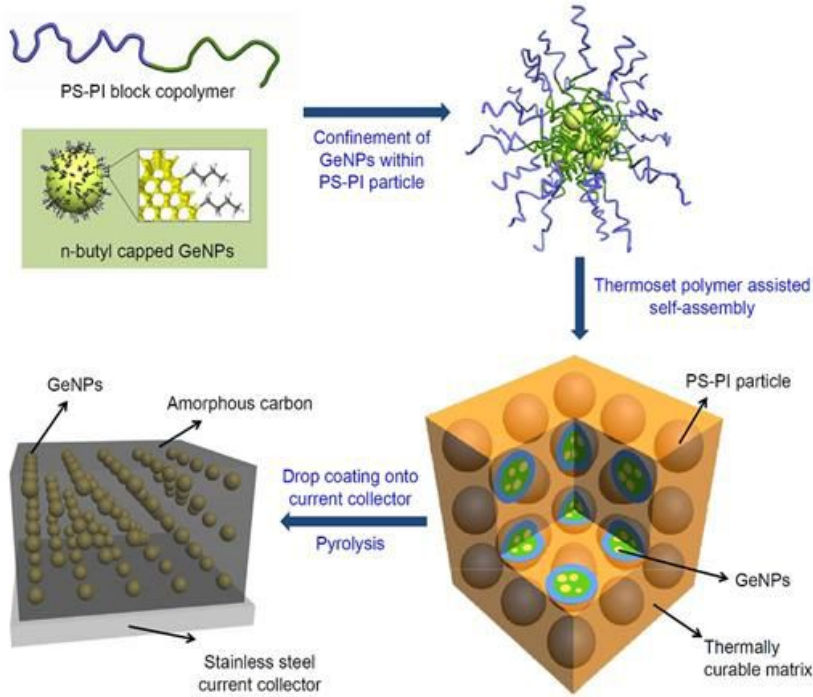 PS-PI block copolymer
n-butyl capped GeNPs
Confinement of
GeNPs within
PS-PI particle
Thermoset polymer assisted
self-assembly
PS-PI particle
GeNPs
Thermally
curable matrix
Drop coating onto
current collector
Pyrolysis
GeNPs
Amorphous carbon
Stainless steel
current collector